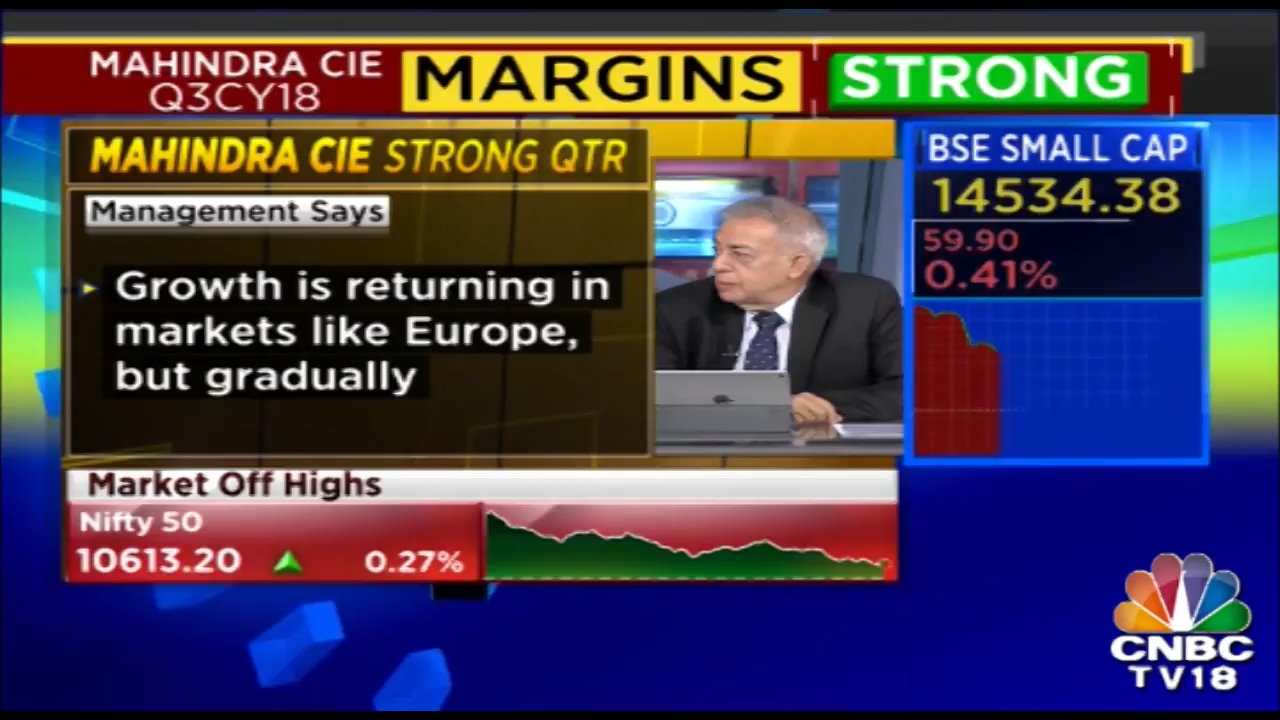 MAHINDRA CIE
Q3CY18
MARGINS
STRONG
MAHINDRA CIE STRONG QTR
Management Says
Growth is returning in
markets like Europe,
but gradually
BSE SMALL CAP
14534.38
59.90
0.41%
Market Off Highs
Nifty 50
10613.20
0.27%
CNBC
TV18